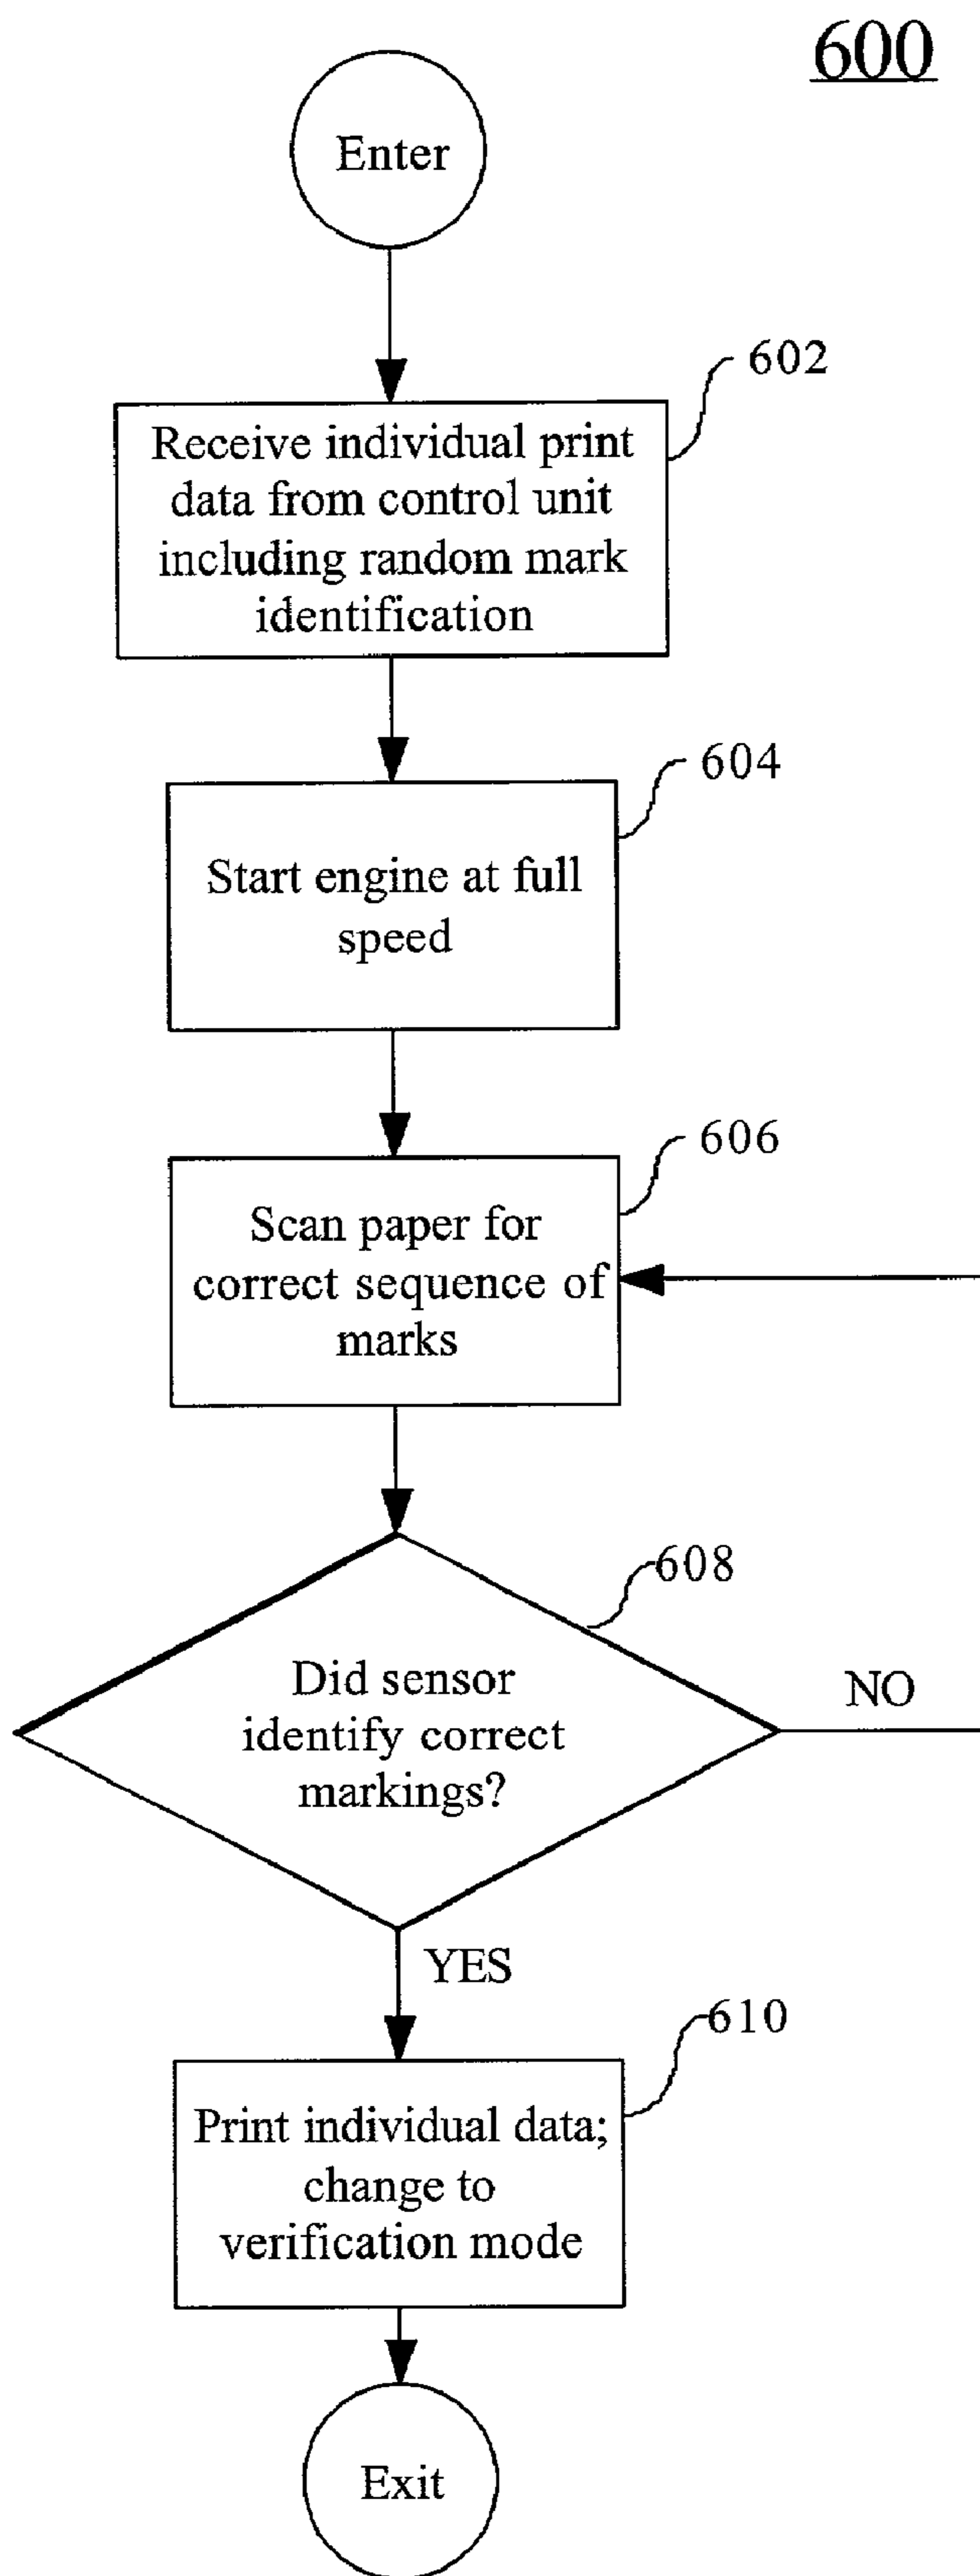 600
Enter
602
Receive individual print
data from control unit
including random mark
identification
604
Start engine at full
speed
606
Scan paper for
correct sequence of
marks
608
Did sensor
identify correct
markings?
NO
YES
610
Print individual data;
change to
verification mode
Exit